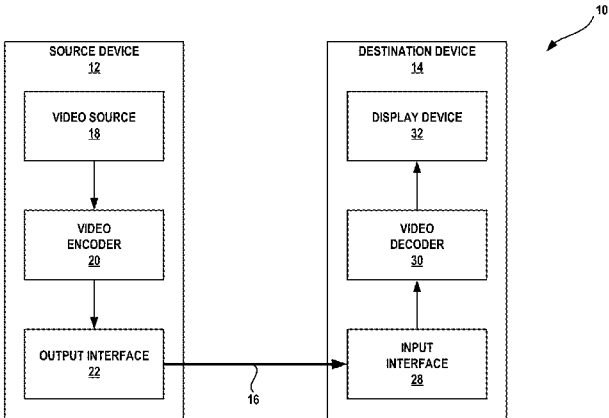 10
SOURCE DEVICE
12
VIDEO SOURCE
18
VIDEO
ENCODER
20
OUTPUT INTERFACE
22
16
DESTINATION DEVICE
14
DISPLAY DEVICE
32
VIDEO
DECODER
30
INPUT
INTERFACE
28